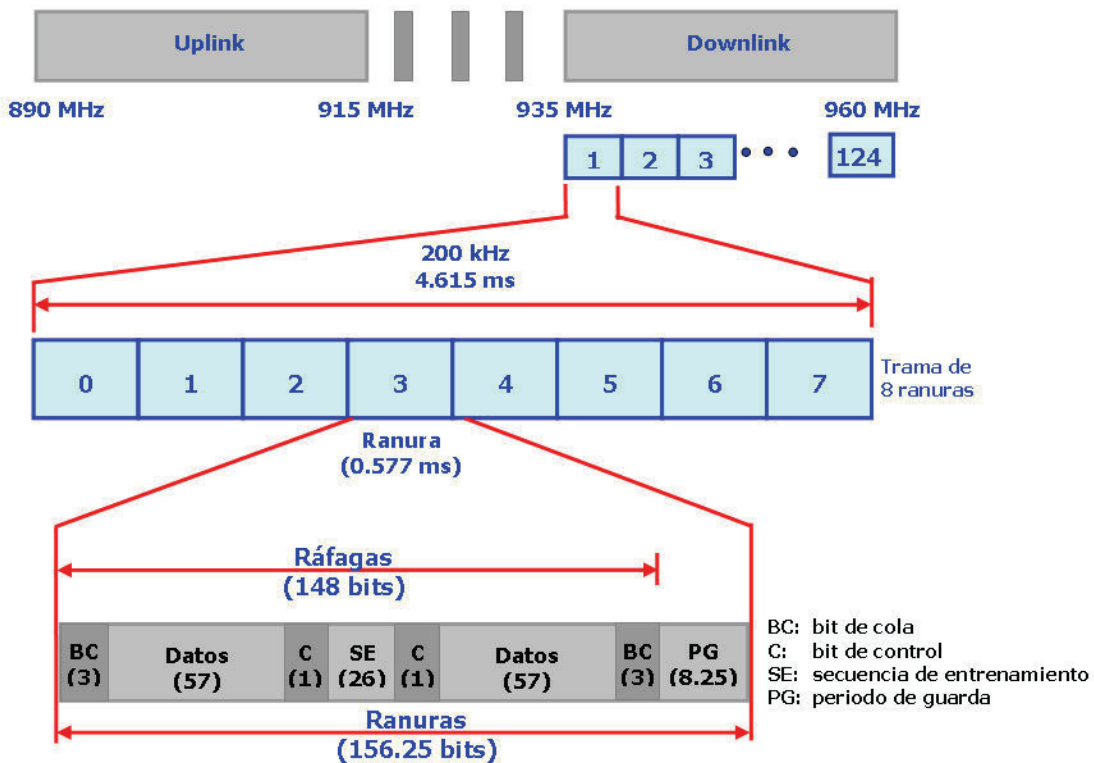 Uplink
Downlink
890 MHz
915 MHz
935 MHz
960 MHz
1
2
3
124
200 kHz
4.615 ms
0
1
2
3
4
5
6
7
Trama de
8 ranuras
Ranura
(0.577 ms)
Ráfagas
(148 bits)
BC
(3)
Datos
(57)
C
(1)
SE
(26)
C
(1)
Datos
(57)
BC
(3)
PG
(8.25)
BC: bit de cola
C: bit de control
SE: secuencia de entrenamiento
PG: periodo de guarda
Ranuras
(156.25 bits)